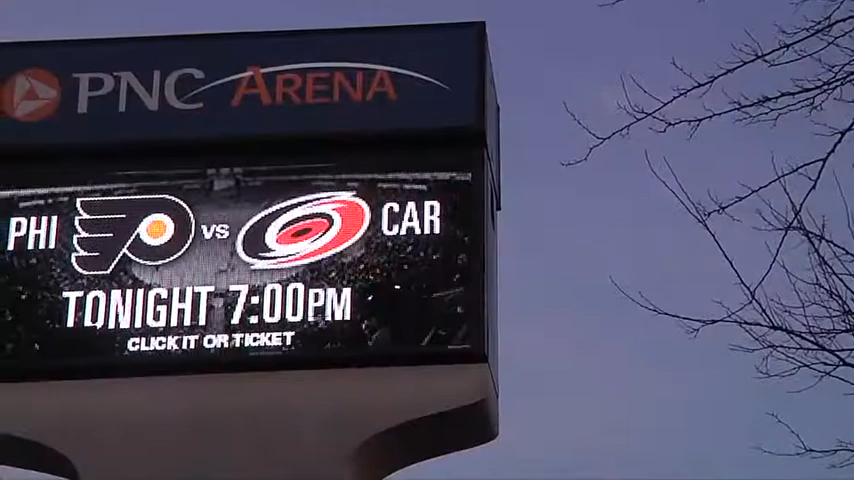 PNC ARENA
PHI VS CAR
TONIGHT 7:00PM
CLICK IT OR TICKET